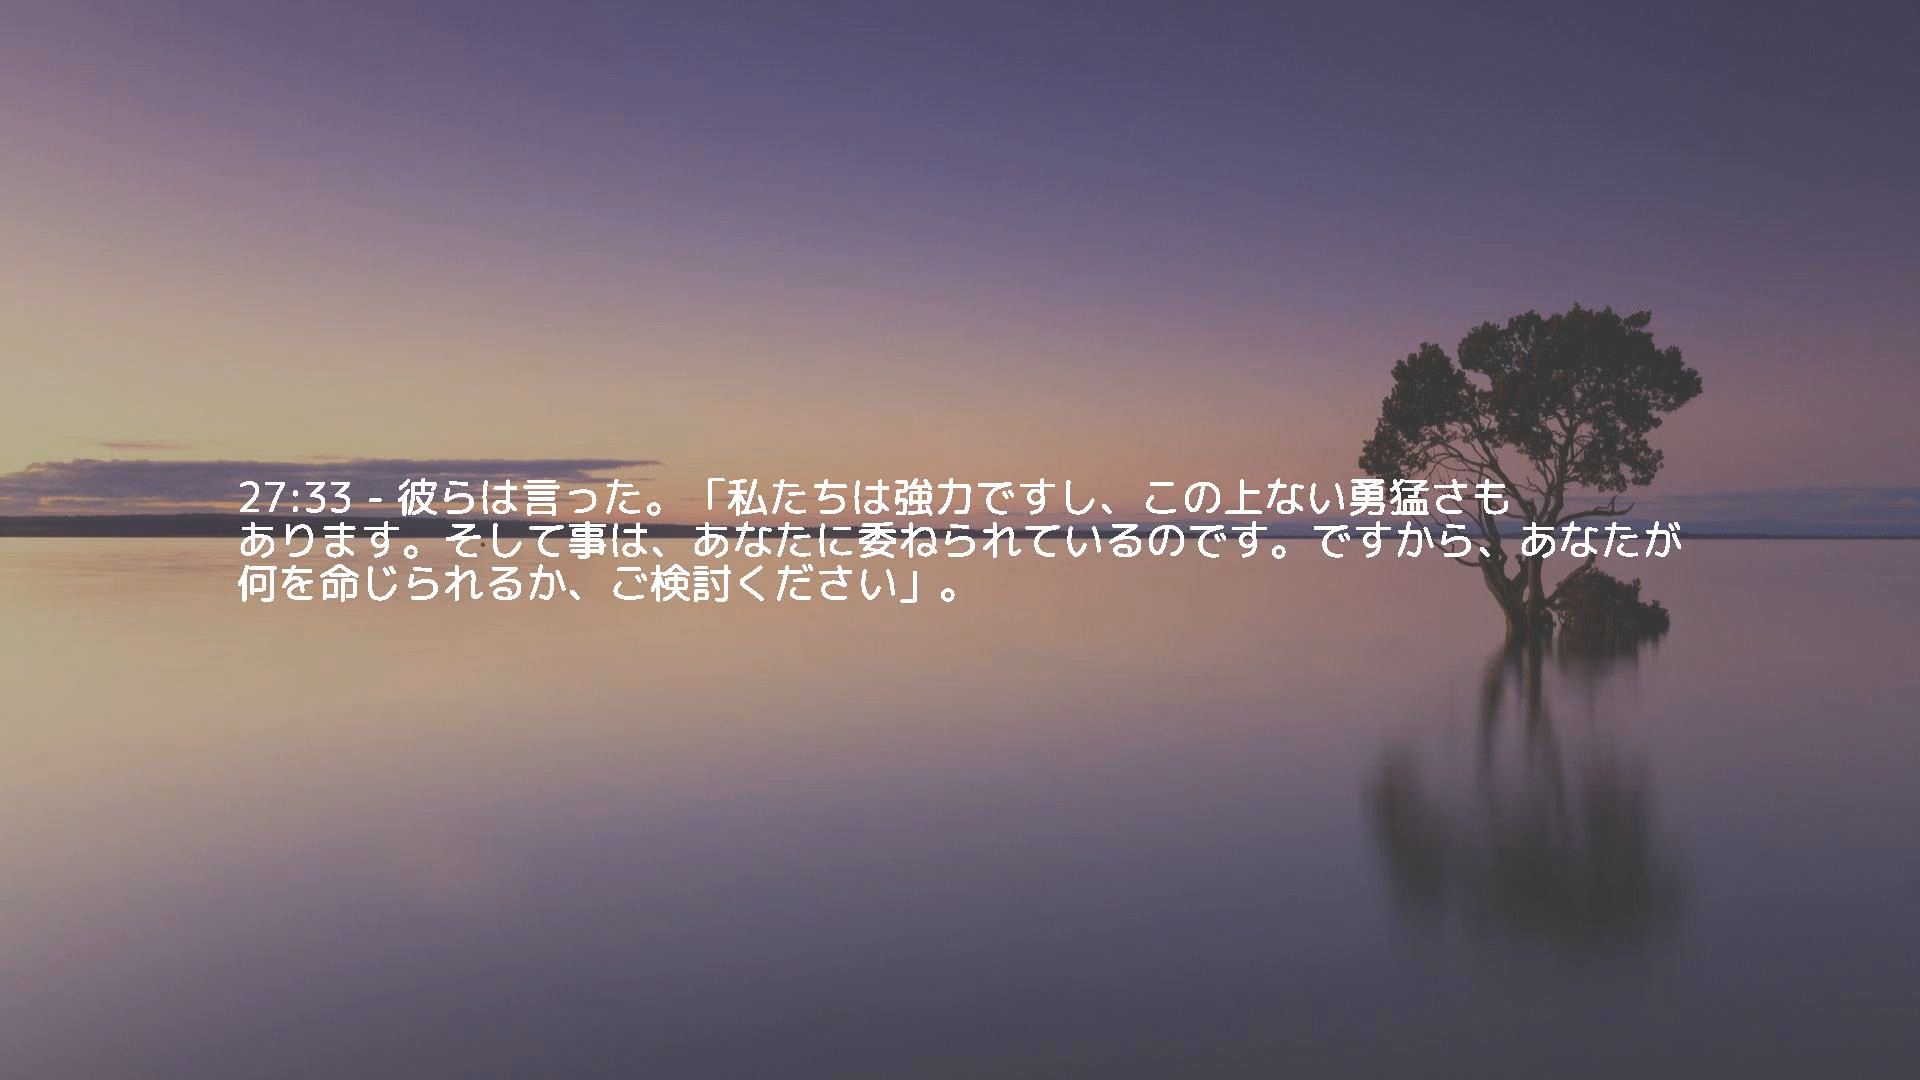 27:33 - 彼らは言った。「私たちは強力ですし、この上ない勇猛さも
あります。そして事は、あなたに委ねられているのです。ですから、あなたが
何を命じられるか、ご検討ください」。